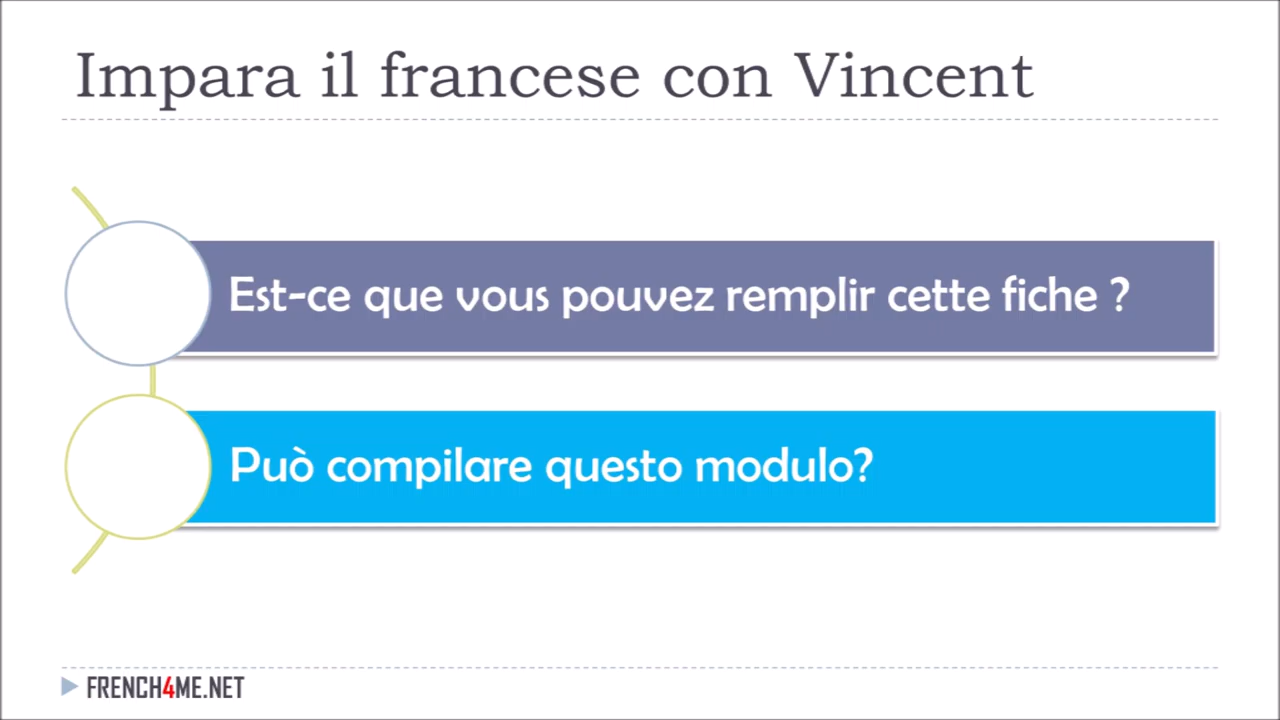 Impara il francese con Vincent
Est-ce que vous pouvez remplir cette fiche ?
Può compilare questo modulo?
FRENCH4ME.NET